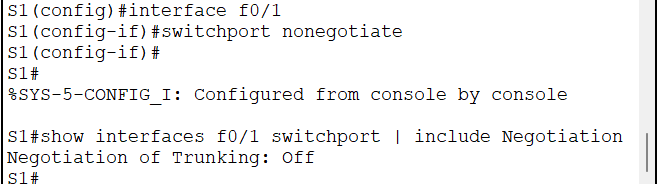 S1(config)#interface f0/1
S1(config-if)#switchport nonegotiate
S1(config-if)#
S1#
%SYS-5-CONFIG_I: Configured from console by console
S1#show interfaces f0/1 switchport | include Negotiation
Negotiation of Trunking: Off
S1#